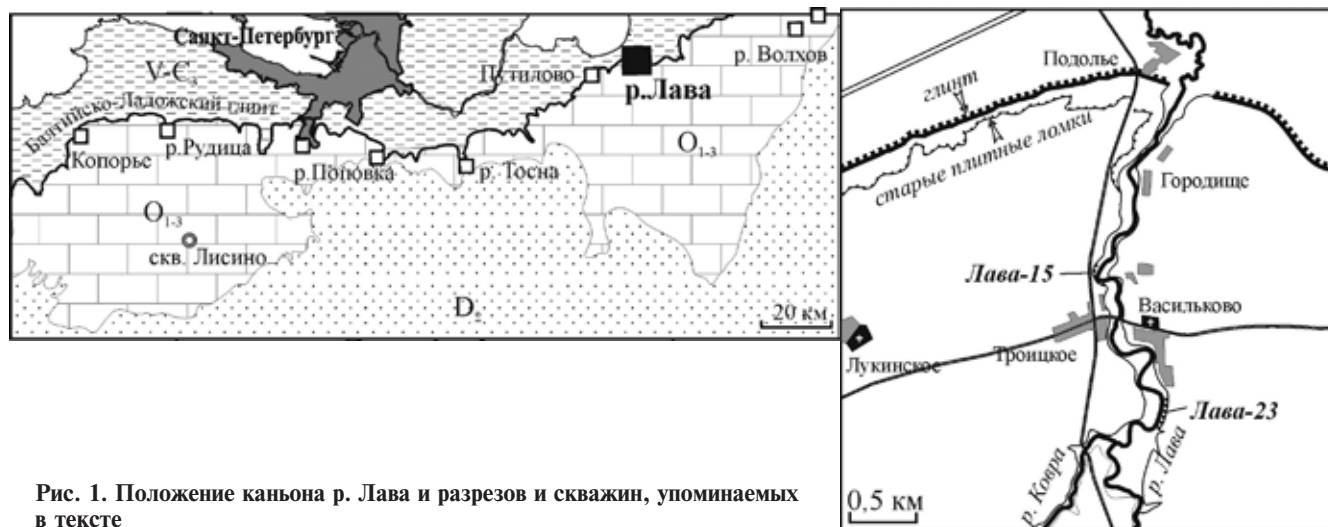 Санкт-Петербург
р. Волхов
V-Є₃
Путилово
р.Лава
Балтийско-Ладожский глинт
Копорье
р.Рудица
р.Поповка
р. Тосна
O₁₋₃
O₁₋₃
скв. Лисино
D₂
20 км
Подолье
глинт
старые плитные ломки
Городище
Лава-15
Васильково
Лукинское
Троицкое
Лава-23
р. Ковра
р. Лава
0,5 км
Рис. 1. Положение каньона р. Лава и разрезов и скважин, упоминаемых
в тексте